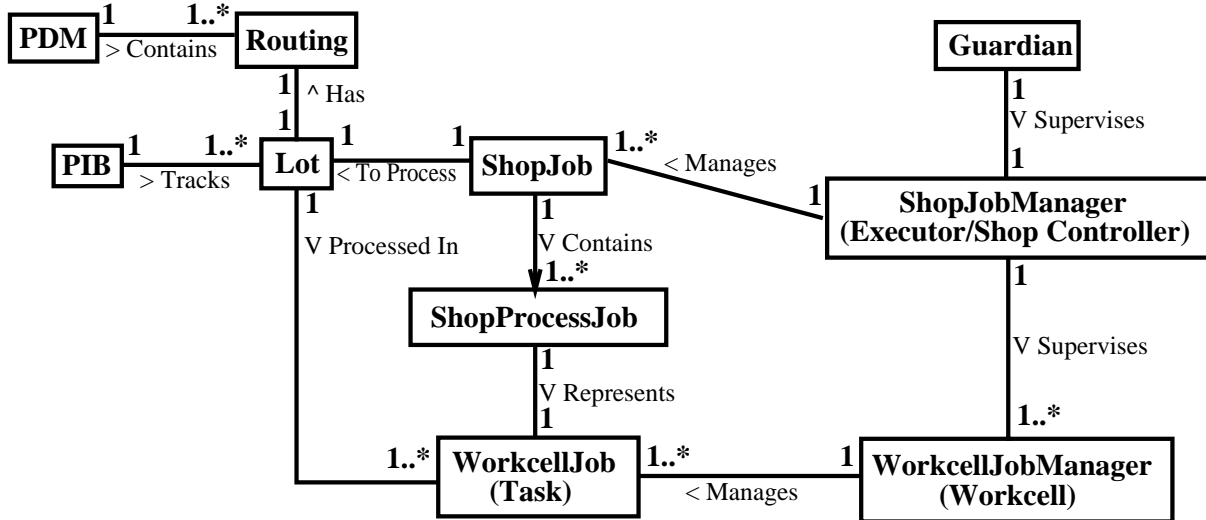 1 1..*
PDM Routing Guardian
> Contains
1 ^ Has 1
V Supervises
1 1 1..* 1 1 1..* 1
PIB Lot ShopJob < Manages
> Tracks < To Process
1 1 1 ShopJobManager
(Executor/Shop Controller)
V Processed In V Contains
1..* 1
ShopProcessJob
1 V Supervises
V Represents
1 1..*
1..* WorkcellJob 1..* 1 WorkcellJobManager
(Task) < Manages (Workcell)